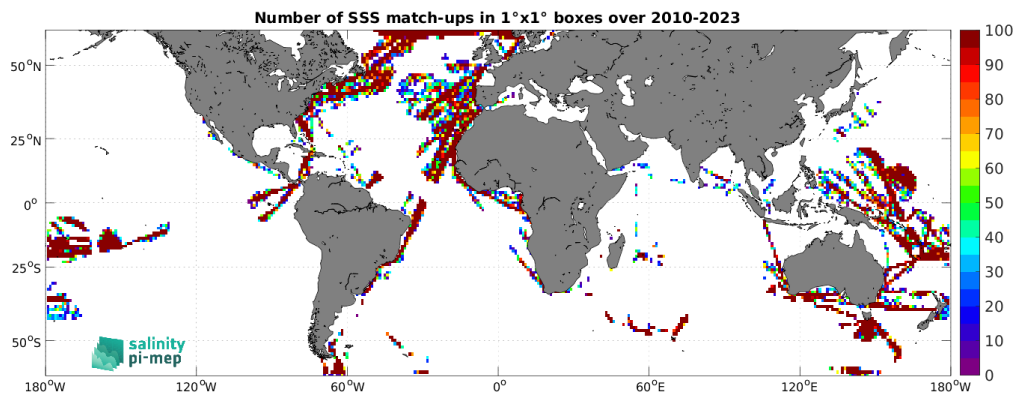 Number of SSS match-ups in 1°x1° boxes over 2010-2023
100
90
80
70
60
50
40
30
20
10
0
50°N
25°N
0°
25°S
50°S
180°W
120°W
60°W
0°
60°E
120°E
180°W
salinity
pi-mep